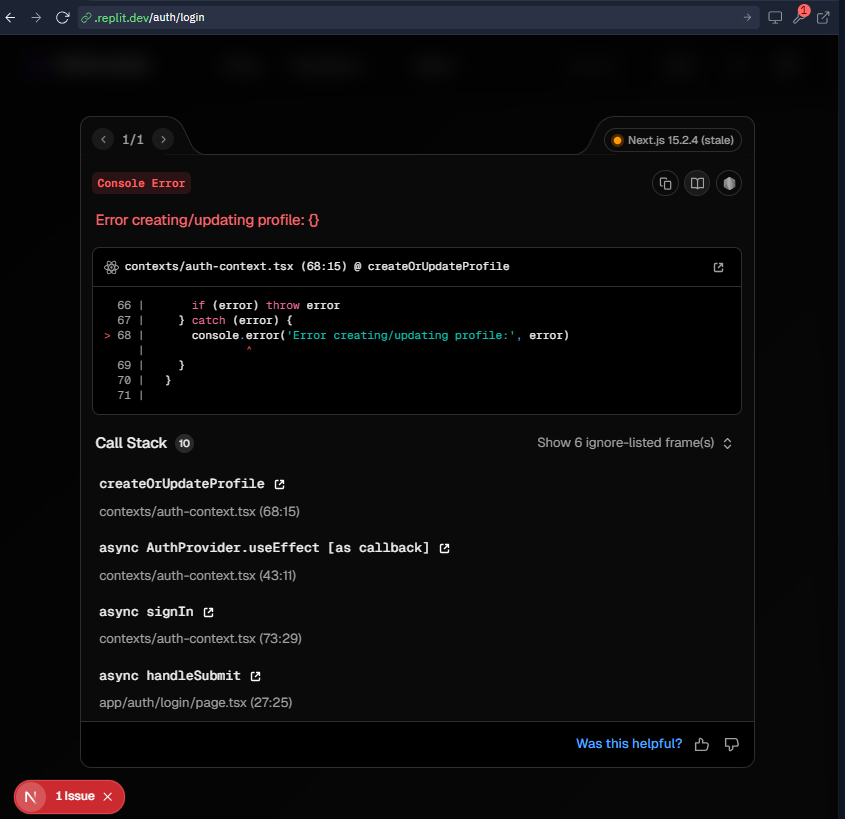 .replit.dev/auth/login
1
1/1
Next.js 15.2.4 (stale)
Console Error
Error creating/updating profile: {}
contexts/auth-context.tsx (68:15) @ createOrUpdateProfile
66 |       if (error) throw error
67 |     } catch (error) {
> 68 |       console.error('Error creating/updating profile:', error)
|               ^
69 |     }
70 |   }
71 |
Call Stack 10
Show 6 ignore-listed frame(s)
createOrUpdateProfile
contexts/auth-context.tsx (68:15)
async AuthProvider.useEffect [as callback]
contexts/auth-context.tsx (43:11)
async signIn
contexts/auth-context.tsx (73:29)
async handleSubmit
app/auth/login/page.tsx (27:25)
Was this helpful?
N 1 Issue